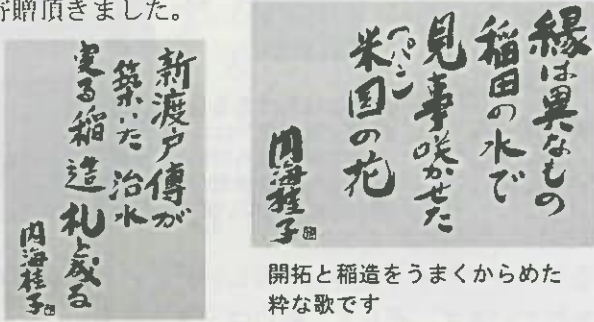 寄贈頂きました。
新渡戸傳が
築いた治水
実る稲造札と成る
内海桂子
縁は異なもの
稲田の水で
見事咲かせた
(ペン)
米国の花
内海桂子
開拓と稲造をうまくからめた
粋な歌です